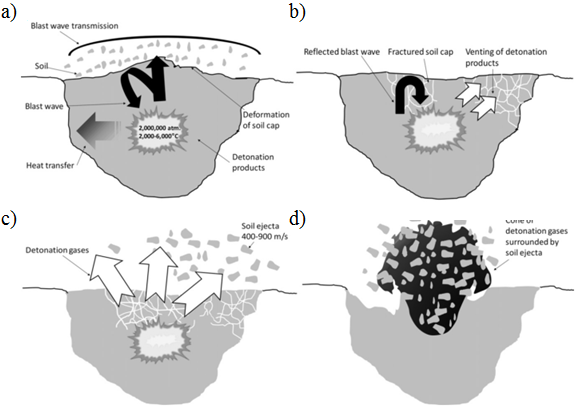 a)
Blast wave transmission
Soil
Blast wave
2,000,000 atm.
2,000-6,000°C
Deformation
of soil cap
Heat transfer
Detonation
products
b)
Reflected blast wave
Fractured soil cap
Venting of detonation
products
c)
Detonation gases
Soil ejecta
400-900 m/s
d)
Cone of
detonation gases
surrounded by
soil ejecta